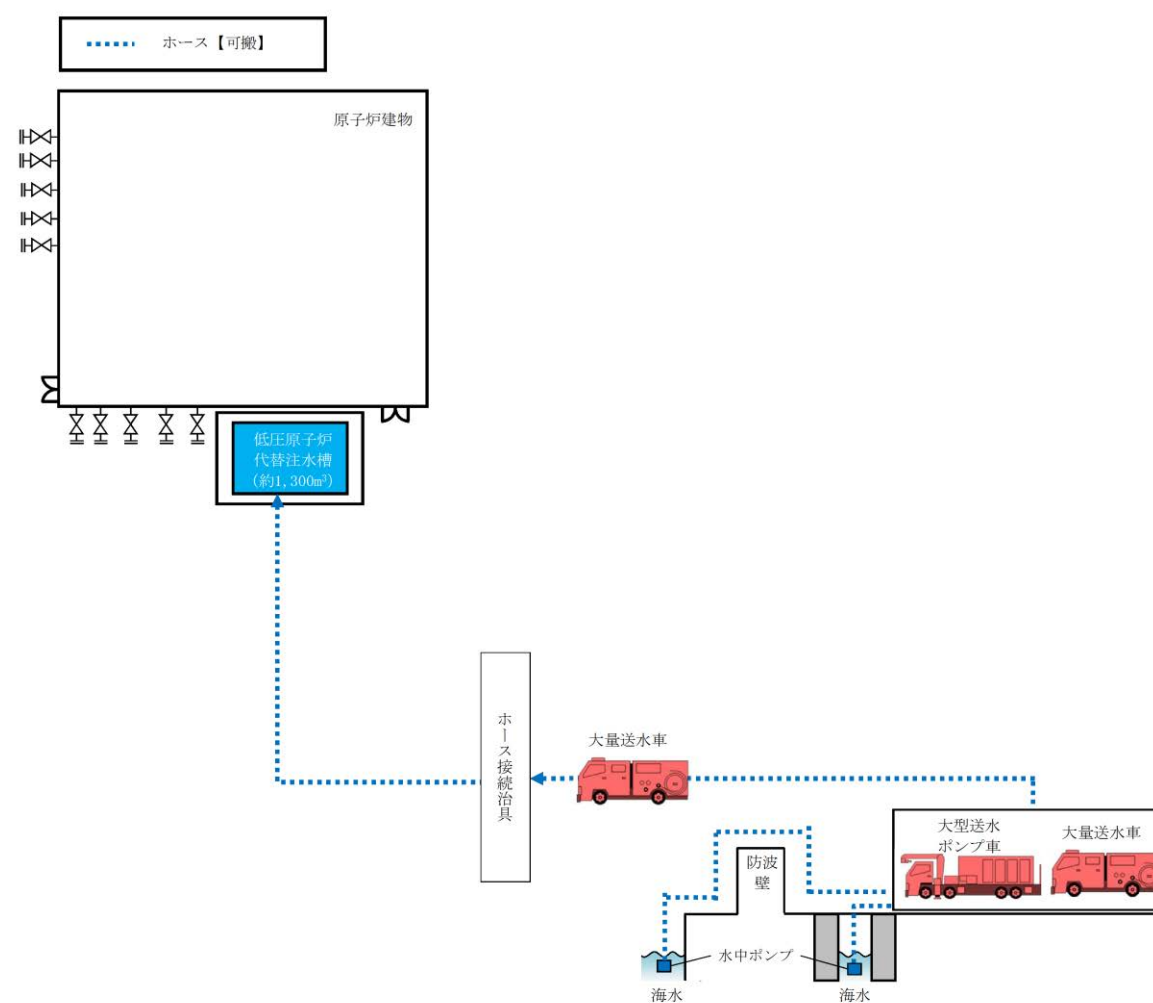 ホース【可搬】
原子炉建物
低圧原子炉
代替注水槽
(約1,300m³)
ホース接続治具
大量送水車
大型送水
ポンプ車
大量送水車
防波
壁
水中ポンプ
海水
海水